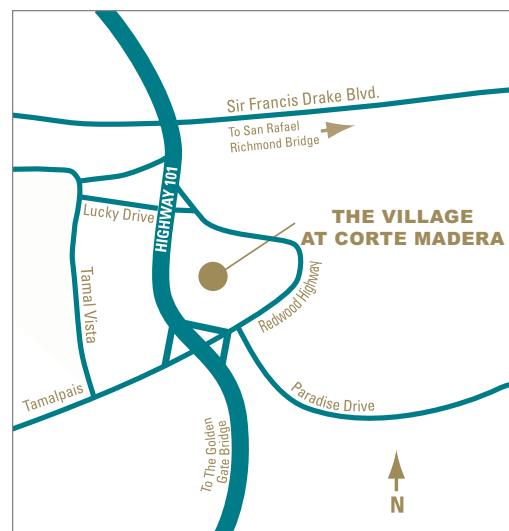 Sir Francis Drake Blvd.
To San Rafael
Richmond Bridge
HIGHWAY 101
Lucky Drive
THE VILLAGE
AT CORTE MADERA
Tamal Vista
Redwood Highway
Tamalpais
Paradise Drive
To The Golden
Gate Bridge
N